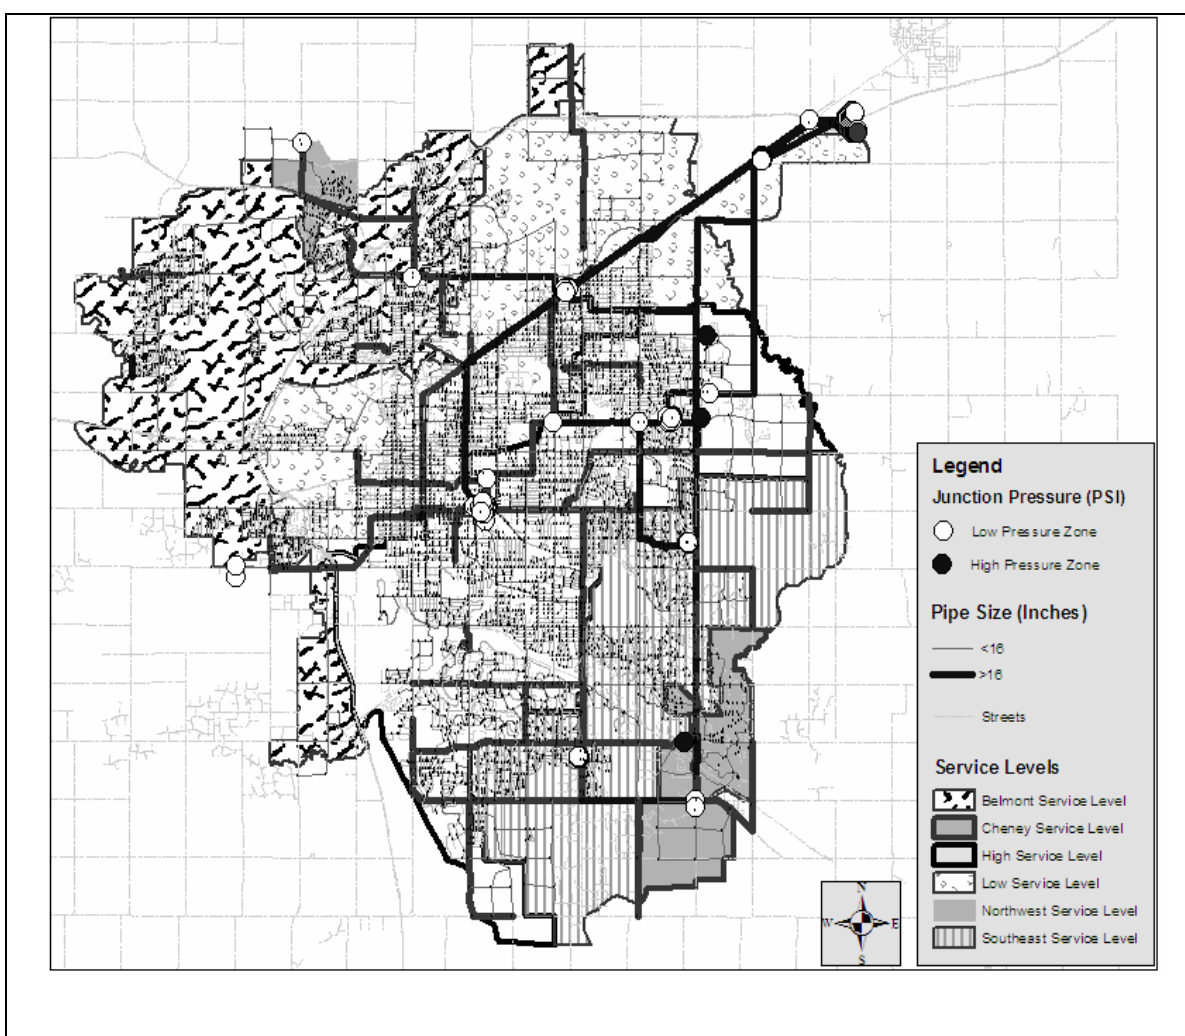 Legend
Junction Pressure (PSI)
Low Pressure Zone
High Pressure Zone
Pipe Size (Inches)
<16
>16
Streets
Service Levels
Belmont Service Level
Cheney Service Level
High Service Level
Low Service Level
Northwest Service Level
Southeast Service Level
N
W E
S